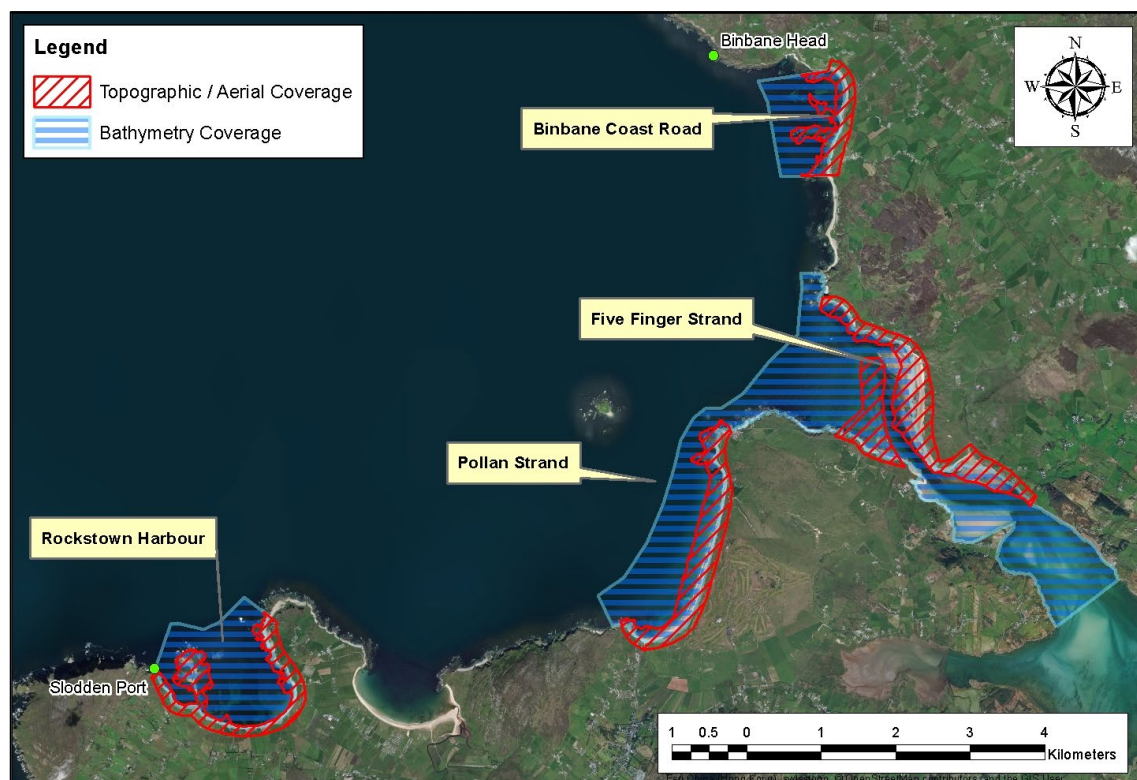 Legend
Topographic / Aerial Coverage
Bathymetry Coverage
Binbane Head
N
W E
S
Binbane Coast Road
Five Finger Strand
Pollan Strand
Rockstown Harbour
Slodden Port
1 0.5 0 1 2 3 4
Kilometers